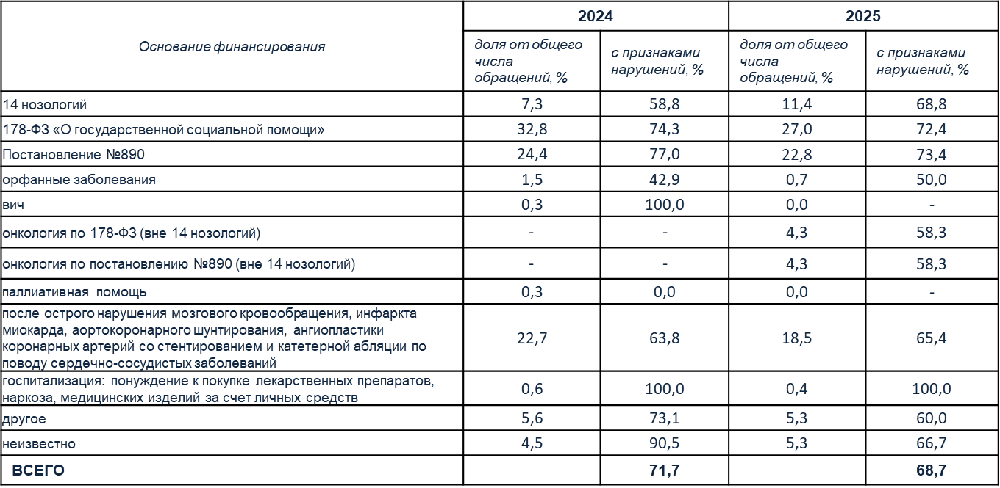 Основание финансирования
2024
2025
доля от общего
числа
обращений, %
с признаками
нарушений, %
доля от общего
числа
обращений, %
с признаками
нарушений, %
14 нозологий 7,3 58,8 11,4 68,8
178-ФЗ «О государственной социальной помощи» 32,8 74,3 27,0 72,4
Постановление №890 24,4 77,0 22,8 73,4
орфанные заболевания 1,5 42,9 0,7 50,0
вич 0,3 100,0 0,0 -
онкология по 178-ФЗ (вне 14 нозологий) - - 4,3 58,3
онкология по постановлению №890 (вне 14 нозологий) - - 4,3 58,3
паллиативная помощь 0,3 0,0 0,0 -
после острого нарушения мозгового кровообращения, инфаркта
миокарда, аортокоронарного шунтирования, ангиопластики
коронарных артерий со стентированием и катетерной абляции по
поводу сердечно-сосудистых заболеваний
22,7 63,8 18,5 65,4
госпитализация: понуждение к покупке лекарственных препаратов,
наркоза, медицинских изделий за счет личных средств
0,6 100,0 0,4 100,0
другое 5,6 73,1 5,3 60,0
неизвестно 4,5 90,5 5,3 66,7
ВСЕГО 71,7 68,7